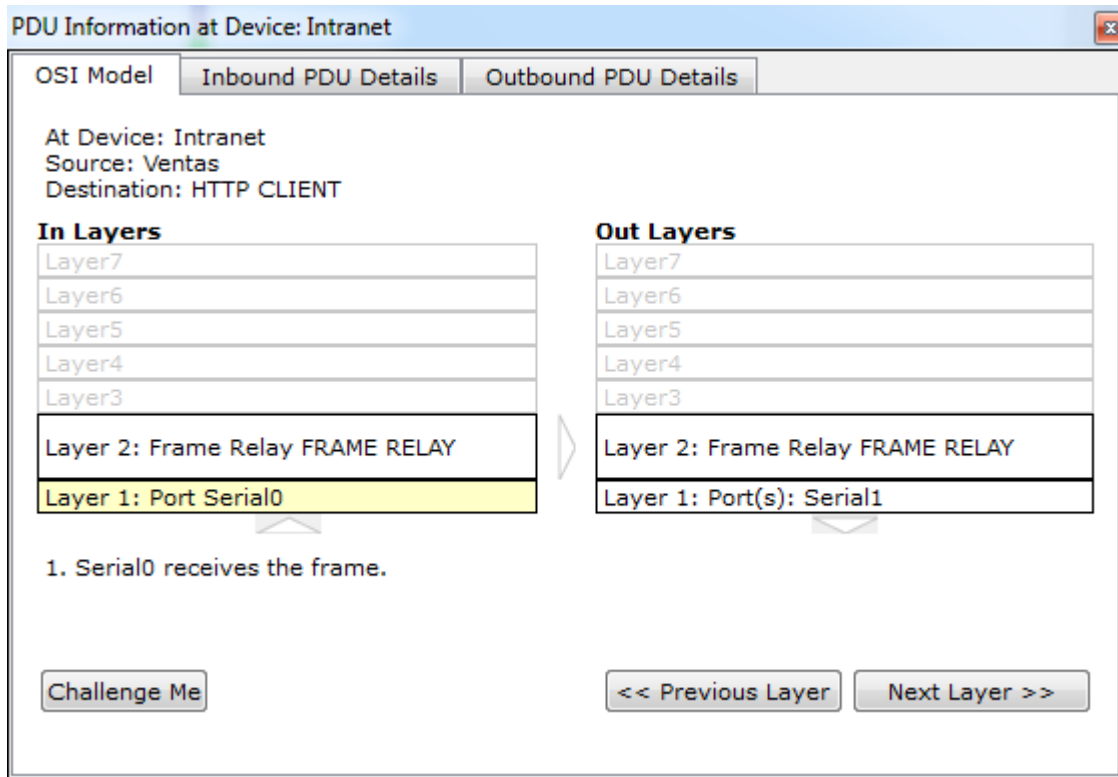 PDU Information at Device: Intranet
x
OSI Model Inbound PDU Details Outbound PDU Details
At Device: Intranet
Source: Ventas
Destination: HTTP CLIENT
In Layers
Layer7
Layer6
Layer5
Layer4
Layer3
Layer 2: Frame Relay FRAME RELAY
Layer 1: Port Serial0
Out Layers
Layer7
Layer6
Layer5
Layer4
Layer3
Layer 2: Frame Relay FRAME RELAY
Layer 1: Port(s): Serial1
1. Serial0 receives the frame.
Challenge Me << Previous Layer Next Layer >>